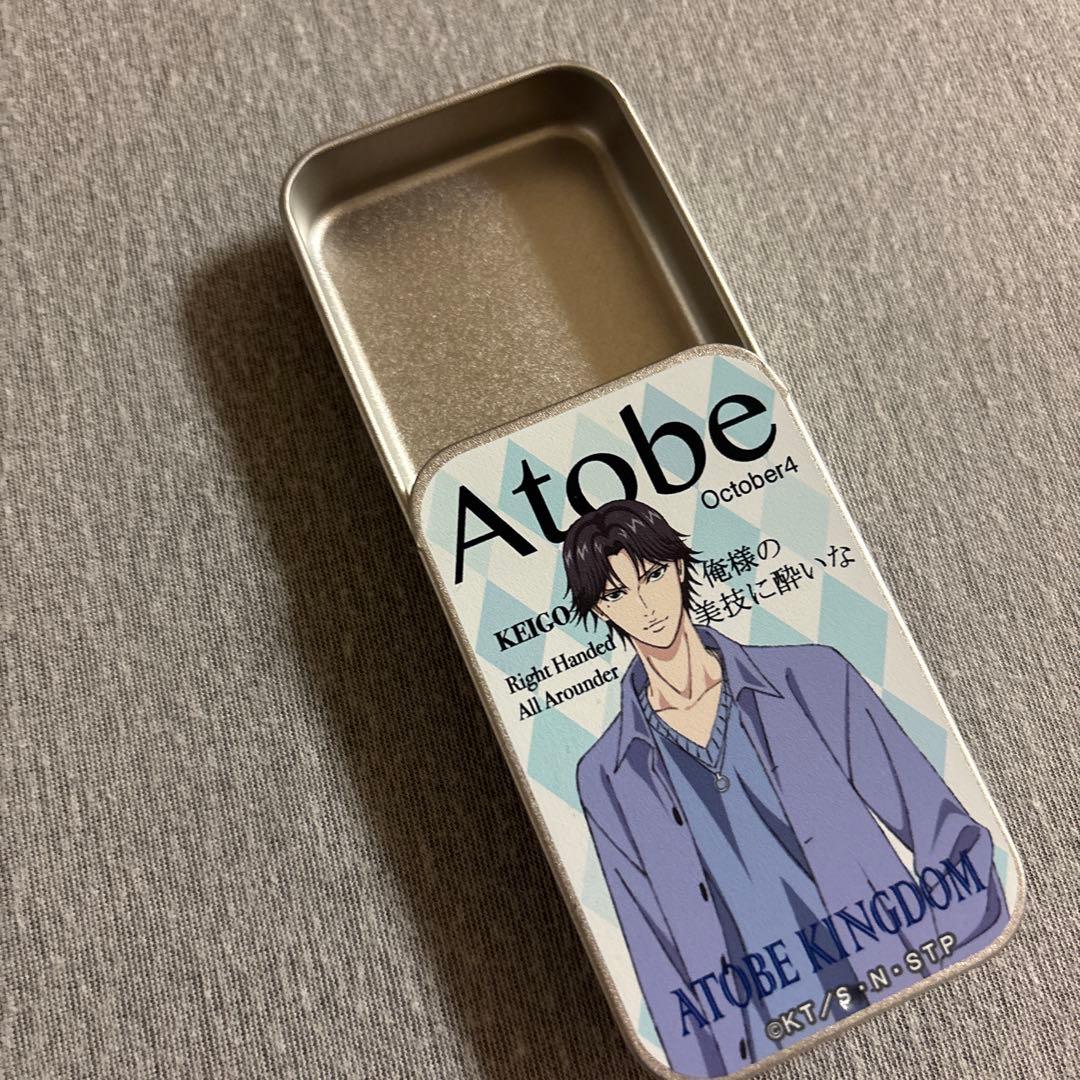 Atobe
October4
俺様の
美技に酔いな
KEIGO
Right Handed
All Arounder
ATOBE KINGDOM
©KT/S・N・STP